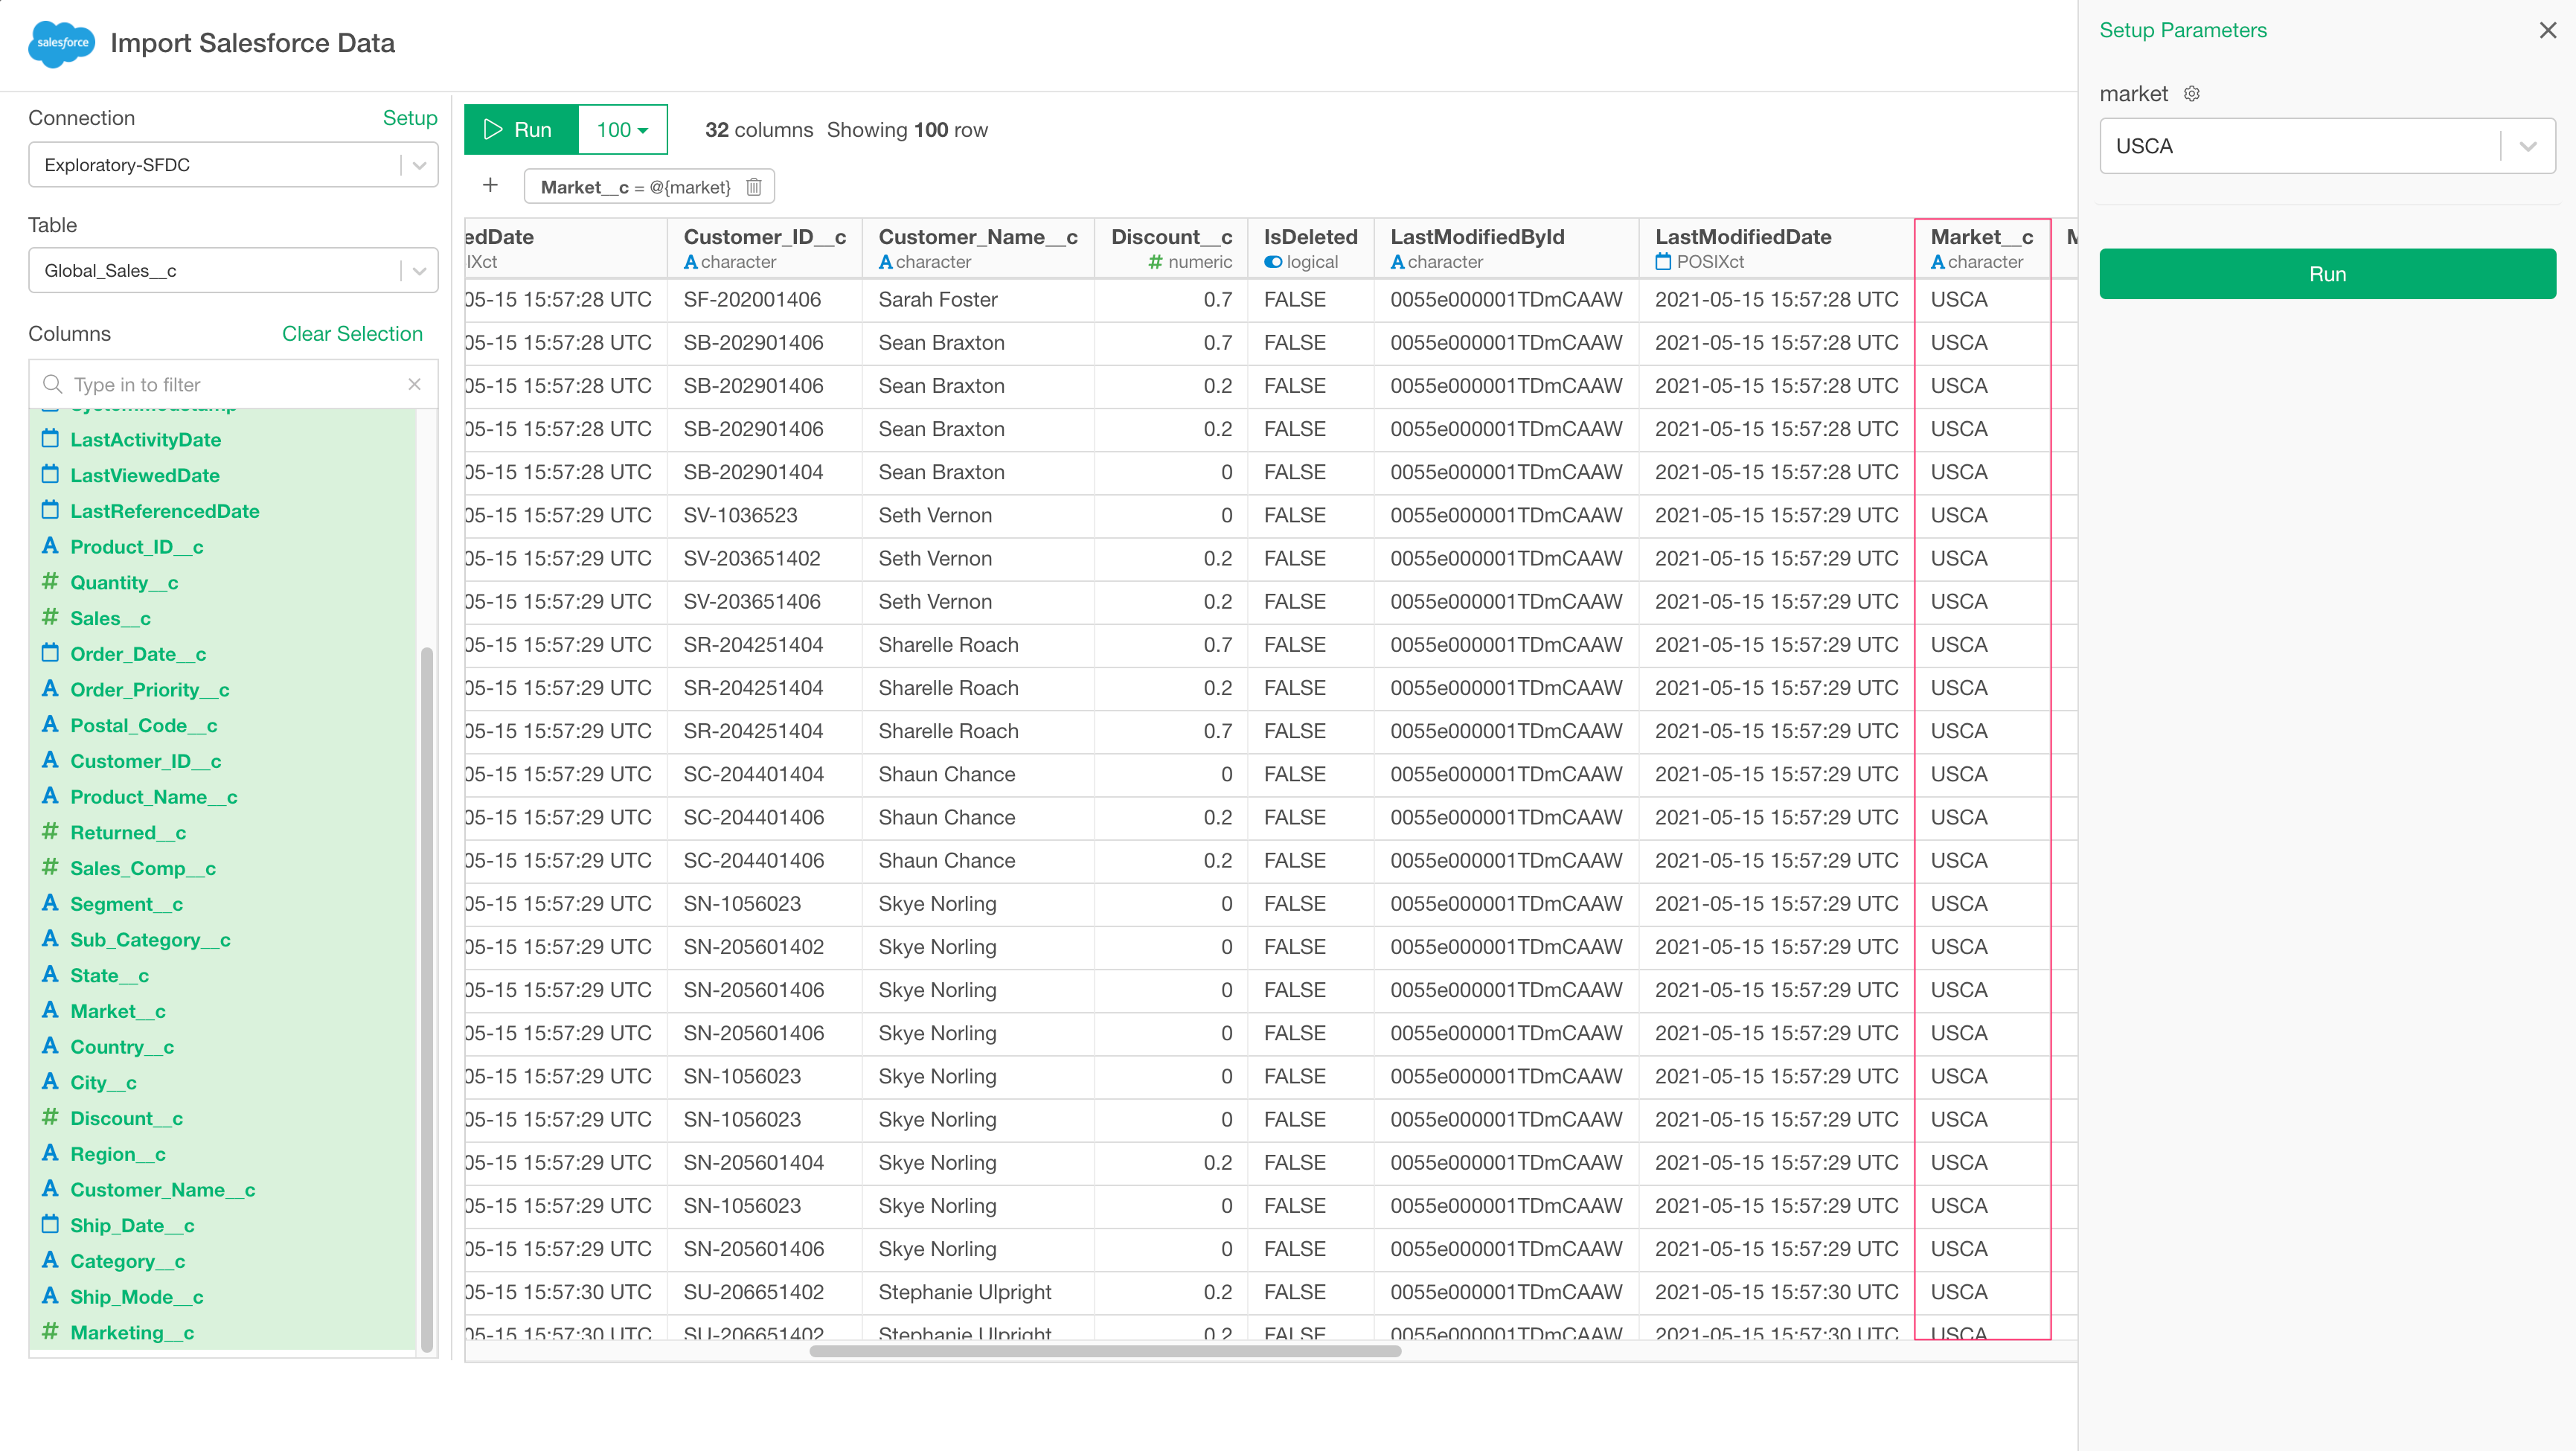 salesforce
Import Salesforce Data
Connection Setup
Exploratory-SFDC
Table
Global_Sales__c
Columns Clear Selection
Type in to filter
LastActivityDate
LastViewedDate
LastReferencedDate
A Product_ID__c
# Quantity__c
# Sales__c
Order_Date__c
A Order_Priority__c
A Postal_Code__c
A Customer_ID__c
A Product_Name__c
# Returned__c
# Sales_Comp__c
A Segment__c
A Sub_Category__c
A State__c
A Market__c
A Country__c
A City__c
# Discount__c
A Region__c
A Customer_Name__c
Ship_Date__c
A Category__c
A Ship_Mode__c
# Marketing__c
Run 100
32 columns Showing 100 row
+ Market__c = @{market}
edDate Customer_ID__c Customer_Name__c Discount__c IsDeleted LastModifiedById LastModifiedDate Market__c
IXct A character A character # numeric logical A character POSIXct A character
05-15 15:57:28 UTC SF-202001406 Sarah Foster 0.7 FALSE 0055e000001TDmCAAW 2021-05-15 15:57:28 UTC USCA
05-15 15:57:28 UTC SB-202901406 Sean Braxton 0.7 FALSE 0055e000001TDmCAAW 2021-05-15 15:57:28 UTC USCA
05-15 15:57:28 UTC SB-202901406 Sean Braxton 0.2 FALSE 0055e000001TDmCAAW 2021-05-15 15:57:28 UTC USCA
05-15 15:57:28 UTC SB-202901406 Sean Braxton 0.2 FALSE 0055e000001TDmCAAW 2021-05-15 15:57:28 UTC USCA
05-15 15:57:28 UTC SB-202901404 Sean Braxton 0 FALSE 0055e000001TDmCAAW 2021-05-15 15:57:28 UTC USCA
05-15 15:57:29 UTC SV-1036523 Seth Vernon 0 FALSE 0055e000001TDmCAAW 2021-05-15 15:57:29 UTC USCA
05-15 15:57:29 UTC SV-203651402 Seth Vernon 0.2 FALSE 0055e000001TDmCAAW 2021-05-15 15:57:29 UTC USCA
05-15 15:57:29 UTC SV-203651406 Seth Vernon 0.2 FALSE 0055e000001TDmCAAW 2021-05-15 15:57:29 UTC USCA
05-15 15:57:29 UTC SR-204251404 Sharelle Roach 0.7 FALSE 0055e000001TDmCAAW 2021-05-15 15:57:29 UTC USCA
05-15 15:57:29 UTC SR-204251404 Sharelle Roach 0.2 FALSE 0055e000001TDmCAAW 2021-05-15 15:57:29 UTC USCA
05-15 15:57:29 UTC SR-204251404 Sharelle Roach 0.7 FALSE 0055e000001TDmCAAW 2021-05-15 15:57:29 UTC USCA
05-15 15:57:29 UTC SC-204401404 Shaun Chance 0 FALSE 0055e000001TDmCAAW 2021-05-15 15:57:29 UTC USCA
05-15 15:57:29 UTC SC-204401406 Shaun Chance 0.2 FALSE 0055e000001TDmCAAW 2021-05-15 15:57:29 UTC USCA
05-15 15:57:29 UTC SC-204401406 Shaun Chance 0.2 FALSE 0055e000001TDmCAAW 2021-05-15 15:57:29 UTC USCA
05-15 15:57:29 UTC SN-1056023 Skye Norling 0 FALSE 0055e000001TDmCAAW 2021-05-15 15:57:29 UTC USCA
05-15 15:57:29 UTC SN-205601402 Skye Norling 0 FALSE 0055e000001TDmCAAW 2021-05-15 15:57:29 UTC USCA
05-15 15:57:29 UTC SN-205601406 Skye Norling 0 FALSE 0055e000001TDmCAAW 2021-05-15 15:57:29 UTC USCA
05-15 15:57:29 UTC SN-205601406 Skye Norling 0 FALSE 0055e000001TDmCAAW 2021-05-15 15:57:29 UTC USCA
05-15 15:57:29 UTC SN-1056023 Skye Norling 0 FALSE 0055e000001TDmCAAW 2021-05-15 15:57:29 UTC USCA
05-15 15:57:29 UTC SN-1056023 Skye Norling 0 FALSE 0055e000001TDmCAAW 2021-05-15 15:57:29 UTC USCA
05-15 15:57:29 UTC SN-205601404 Skye Norling 0.2 FALSE 0055e000001TDmCAAW 2021-05-15 15:57:29 UTC USCA
05-15 15:57:29 UTC SN-1056023 Skye Norling 0 FALSE 0055e000001TDmCAAW 2021-05-15 15:57:29 UTC USCA
05-15 15:57:29 UTC SN-205601406 Skye Norling 0 FALSE 0055e000001TDmCAAW 2021-05-15 15:57:29 UTC USCA
05-15 15:57:30 UTC SU-206651402 Stephanie Ulpright 0.2 FALSE 0055e000001TDmCAAW 2021-05-15 15:57:30 UTC USCA
05-15 15:57:30 UTC SU-206651402 Stephanie Ulpright 0.2 FALSE 0055e000001TDmCAAW 2021-05-15 15:57:30 UTC USCA
Setup Parameters
market
USCA
Run